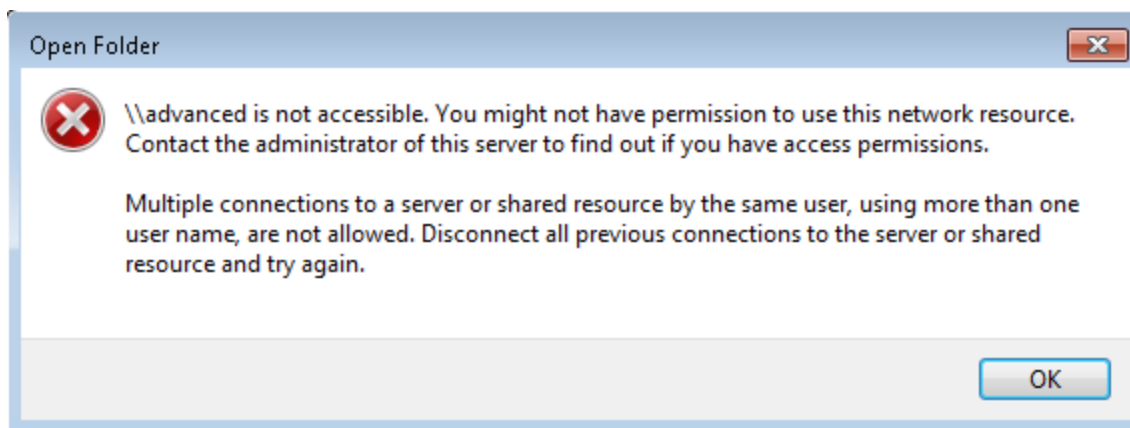 Open Folder
\\advanced is not accessible. You might not have permission to use this network resource.
Contact the administrator of this server to find out if you have access permissions.
Multiple connections to a server or shared resource by the same user, using more than one
user name, are not allowed. Disconnect all previous connections to the server or shared
resource and try again.
OK